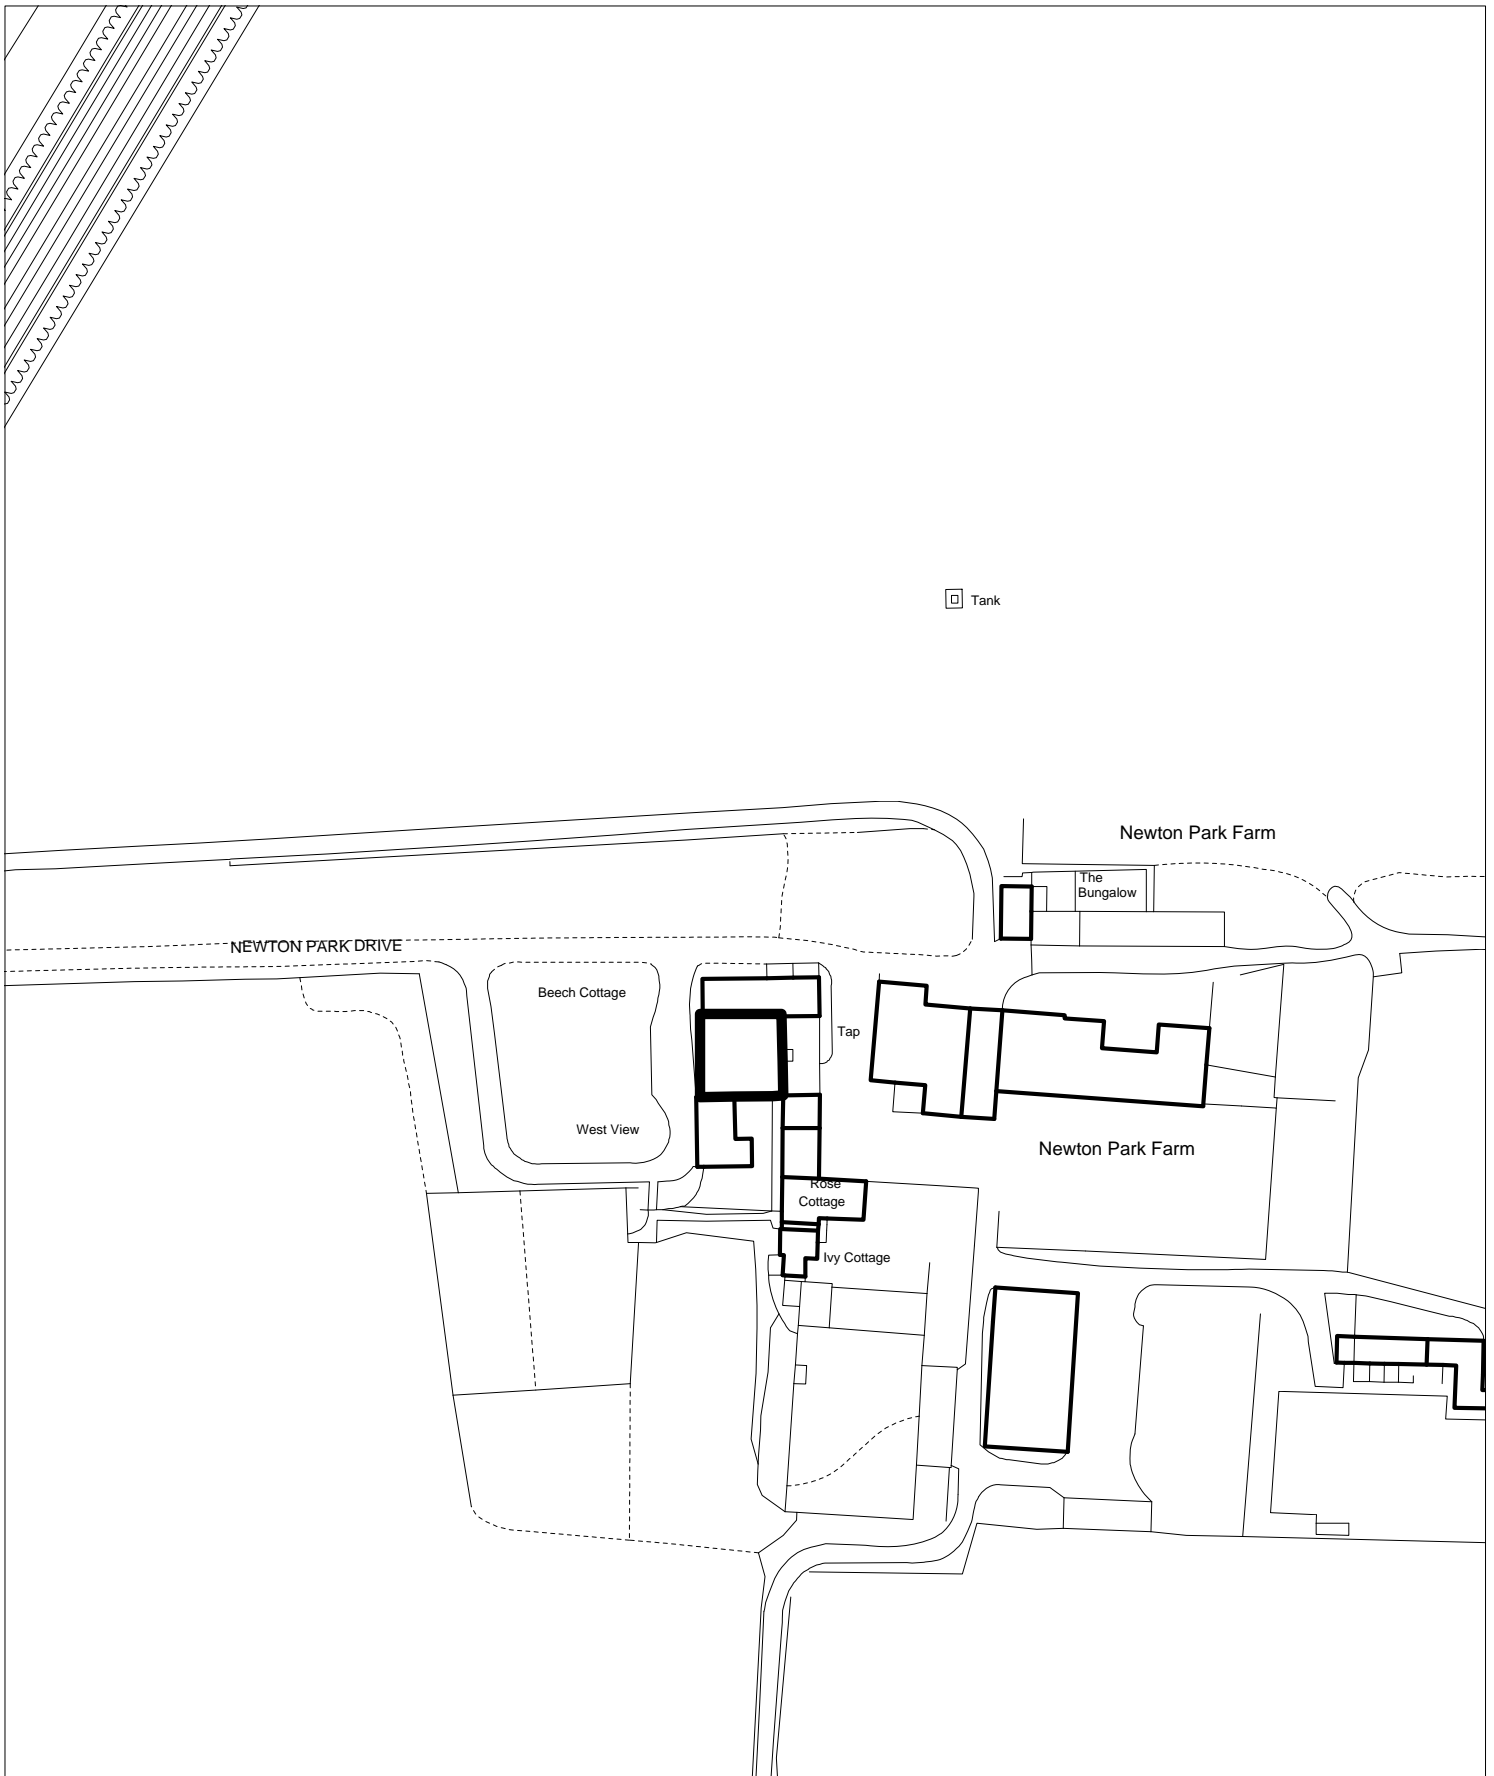 Tank
Newton Park Farm
The
Bungalow
NEWTON PARK DRIVE
Beech Cottage
Tap
West View
Newton Park Farm
Rose
Cottage
Ivy Cottage